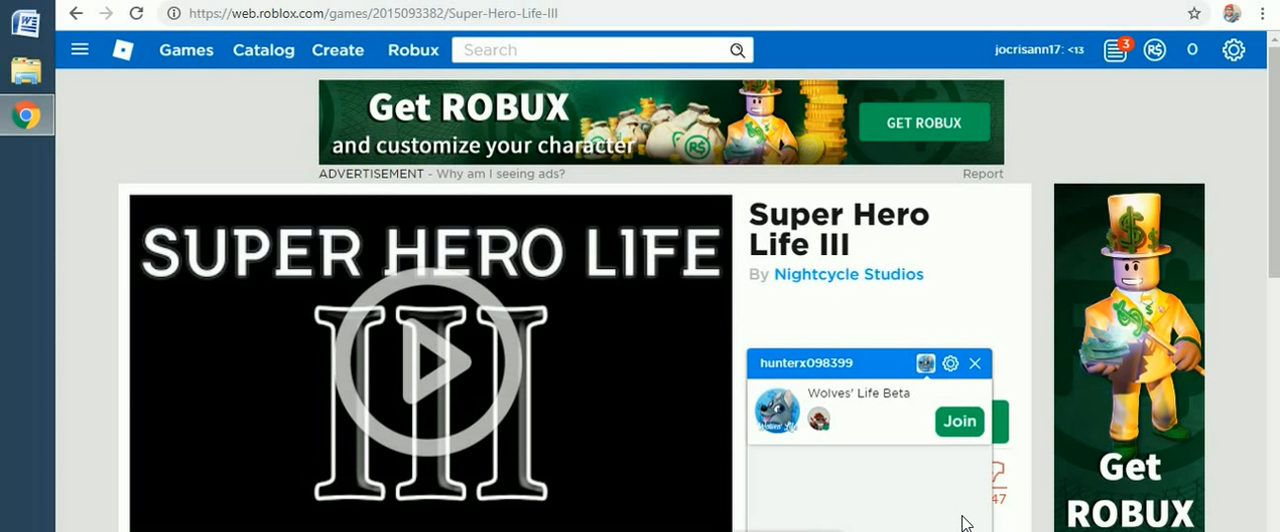 https://web.roblox.com/games/2015093382/Super-Hero-Life-III
Games Catalog Create Robux Search jocrisann17: <13 3 R$ 0
Get ROBUX
and customize your character
R$
GET ROBUX
ADVERTISEMENT - Why am I seeing ads? Report
SUPER HERO LIFE
III
Super Hero
Life III
By Nightcycle Studios
hunterx098399
Wolves' Life Beta
Join
47
Get
ROBUX